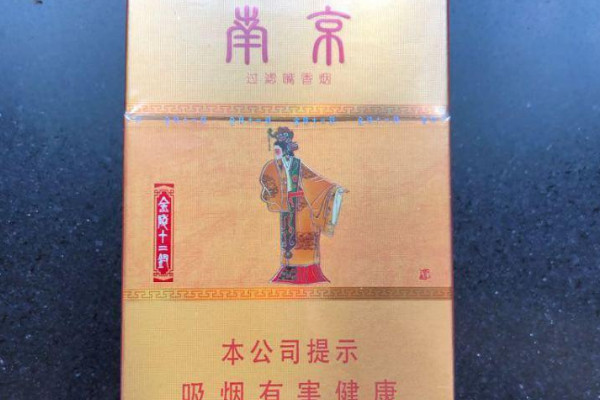 南京
过滤嘴香烟
金陵十二钗
本公司提示
吸烟有害健康